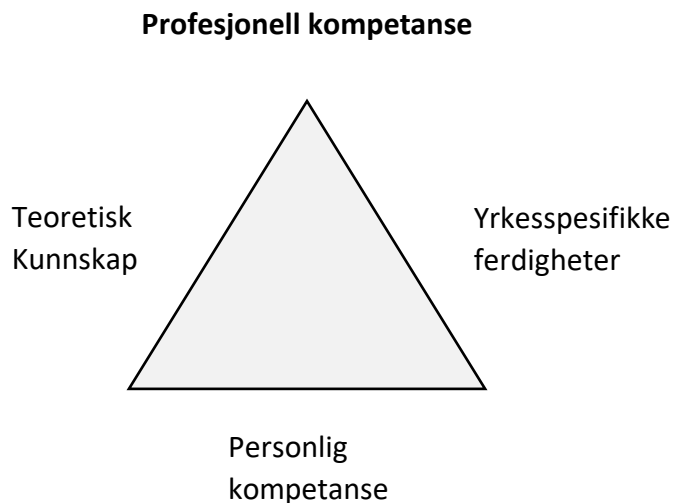 Profesjonell kompetanse
Teoretisk
Kunnskap
Yrkesspesifikke
ferdigheter
Personlig
kompetanse